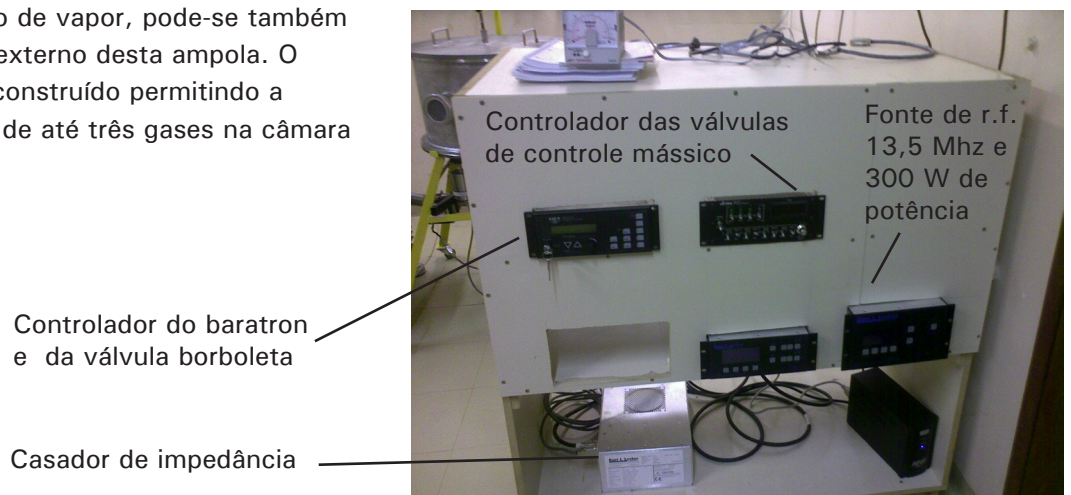 o de vapor, pode-se também
externo desta ampola. O
construído permitindo a
de até três gases na câmara
Controlador das válvulas
de controle mássico
Fonte de r.f.
13,5 Mhz e
300 W de
potência
Controlador do baratron
e da válvula borboleta
Casador de impedância